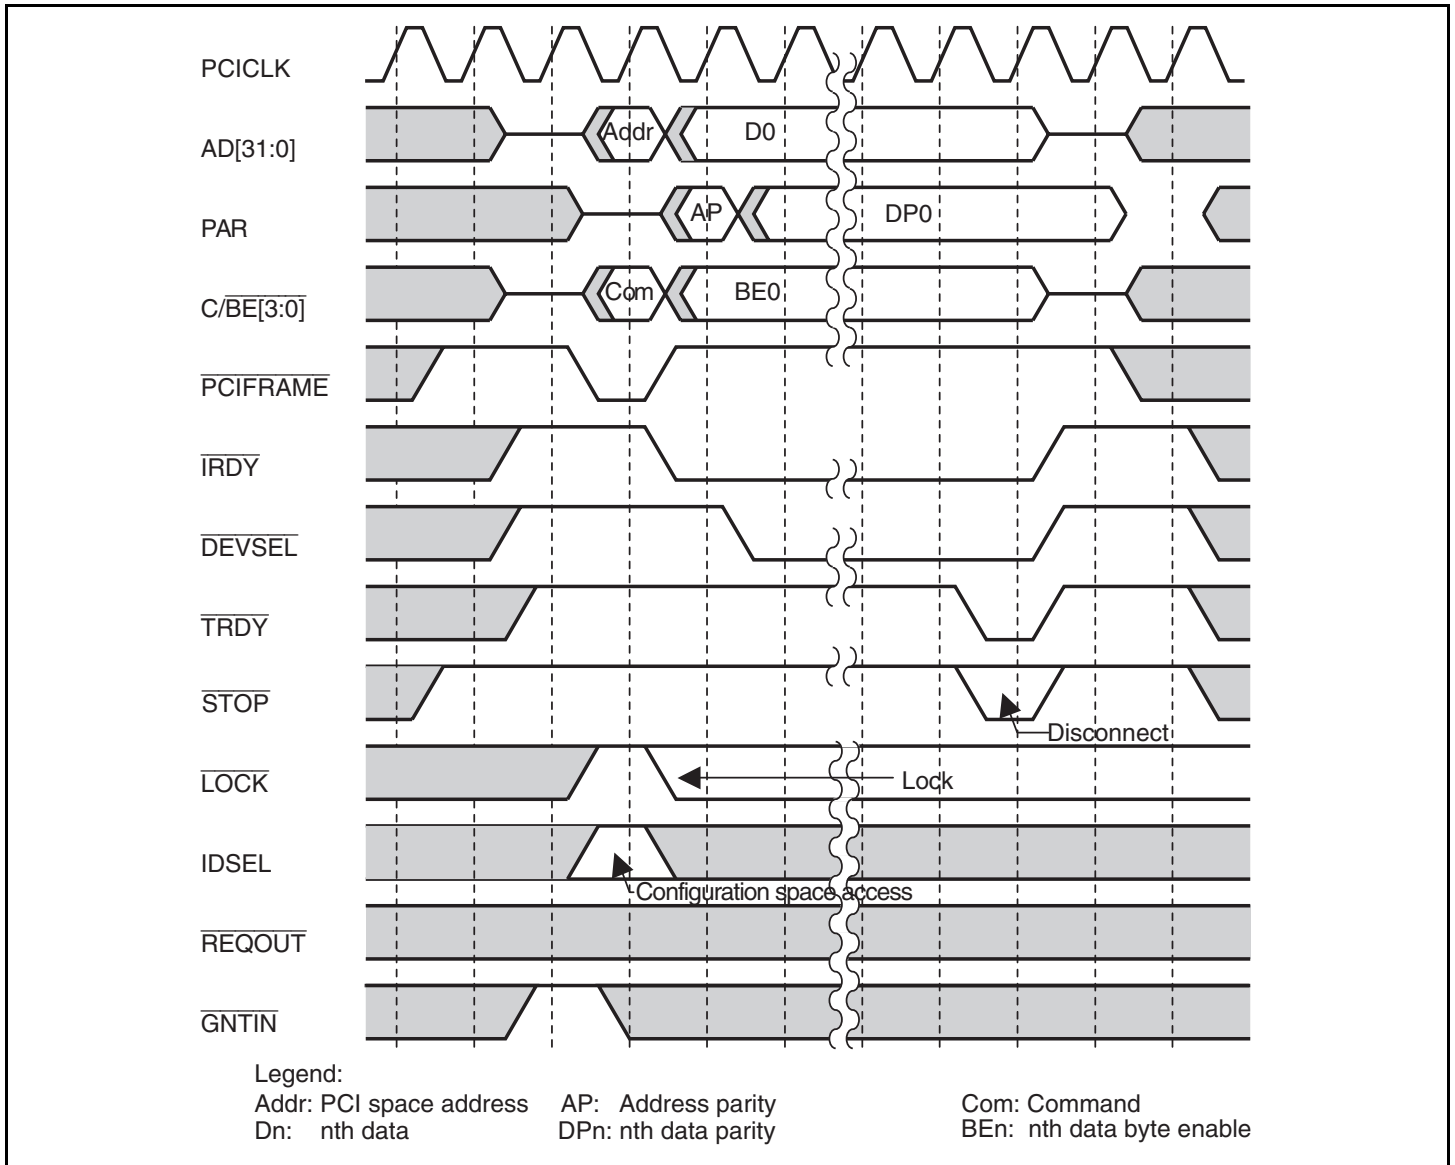 PCICLK
AD[31:0]
Addr
D0
PAR
AP
DP0
C/BE[3:0]
Com
BE0
PCIFRAME
IRDY
DEVSEL
TRDY
STOP
Disconnect
LOCK
Lock
IDSEL
Configuration space access
REQOUT
GNTIN
Legend:
Addr: PCI space address AP: Address parity Com: Command
Dn: nth data DPn: nth data parity BEn: nth data byte enable